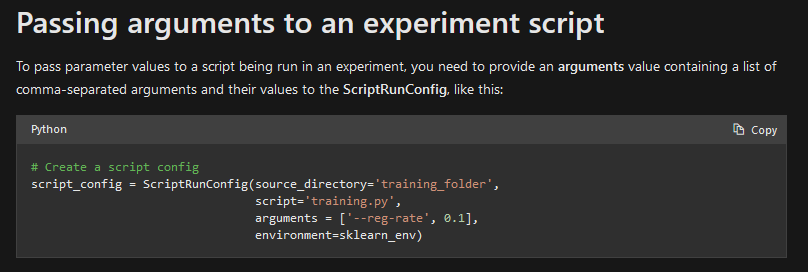 Passing arguments to an experiment script
To pass parameter values to a script being run in an experiment, you need to provide an arguments value containing a list of
comma-separated arguments and their values to the ScriptRunConfig, like this:
Python
Copy
# Create a script config
script_config = ScriptRunConfig(source_directory='training_folder',
                                script='training.py',
                                arguments = ['--reg-rate', 0.1],
                                environment=sklearn_env)